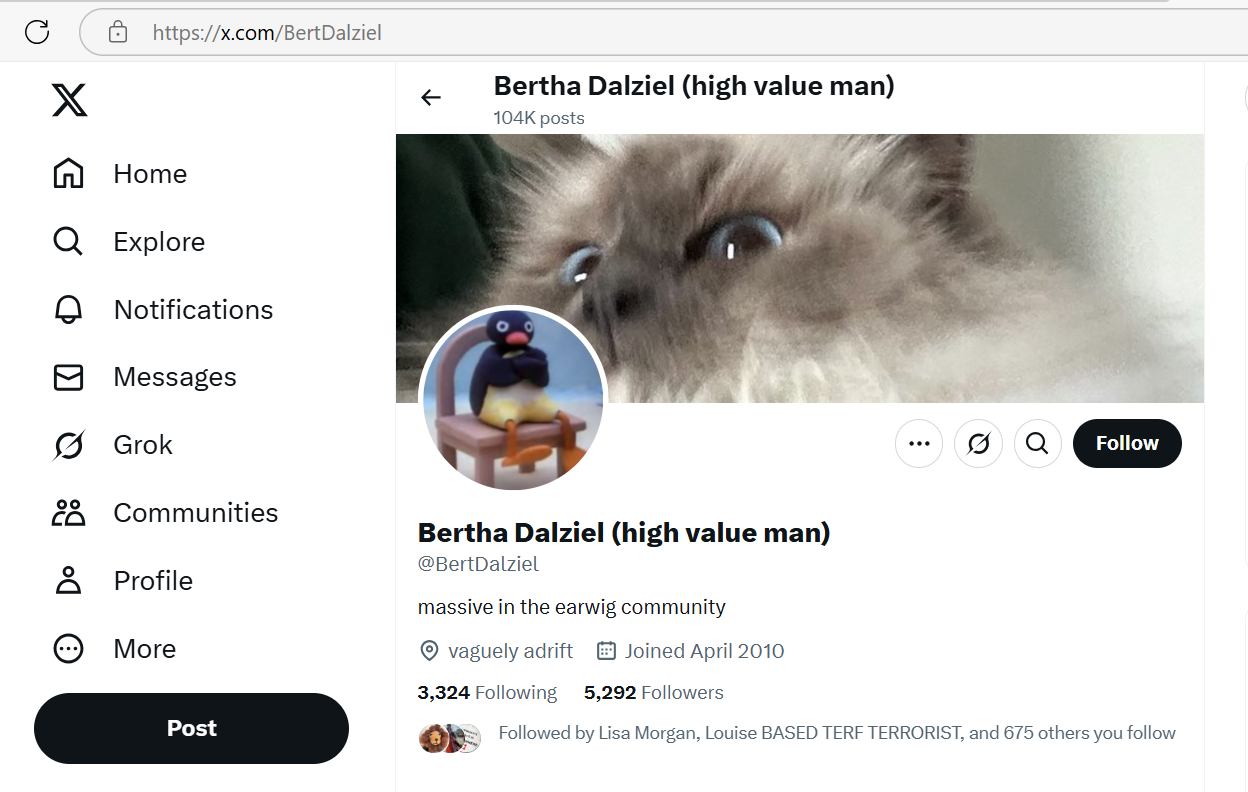 https://x.com/BertDalziel
Bertha Dalziel (high value man)
104K posts
Home
Explore
Notifications
Messages
Grok
Communities
Profile
More
Post
Follow
Bertha Dalziel (high value man)
@BertDalziel
massive in the earwig community
vaguely adrift Joined April 2010
3,324 Following 5,292 Followers
Followed by Lisa Morgan, Louise BASED TERF TERRORIST, and 675 others you follow